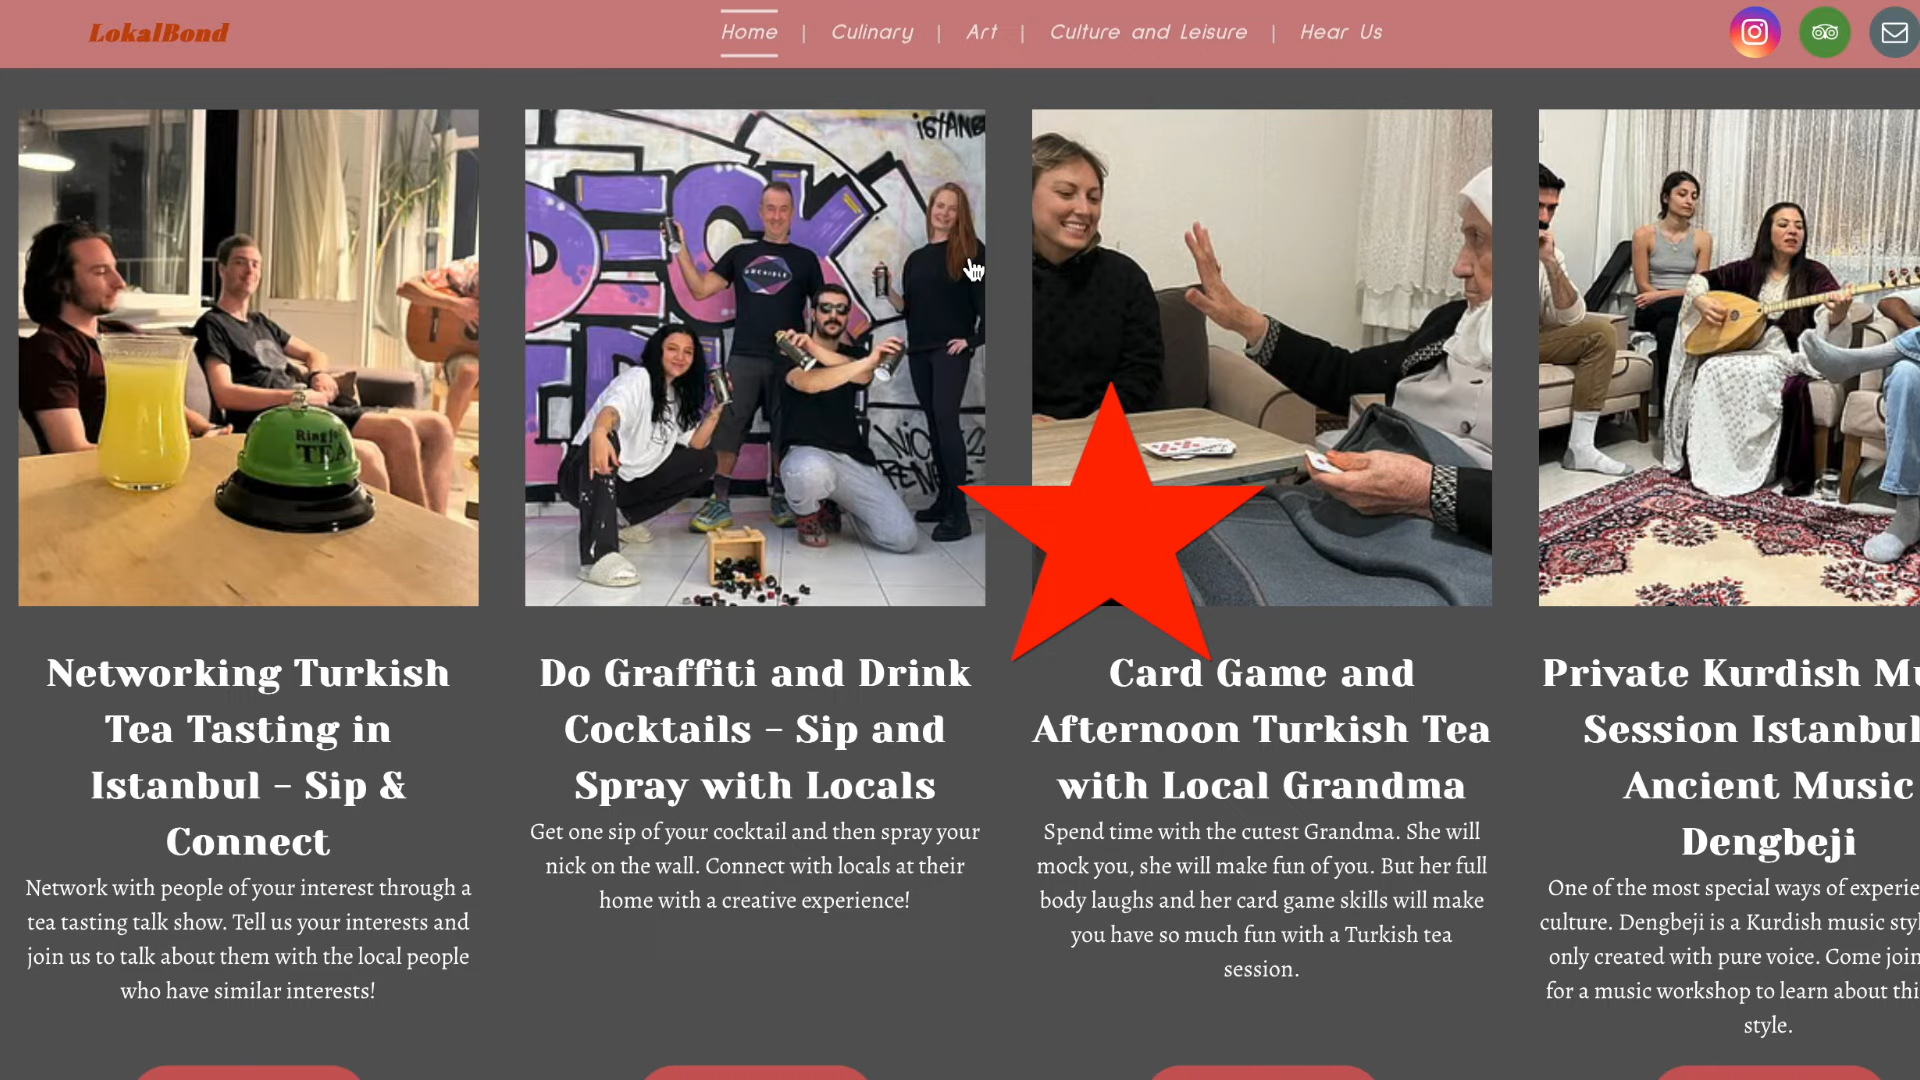 LokalBond
Home | Culinary | Art | Culture and Leisure | Hear Us
Ring for
TEA
iSTANB
DECK
Networking Turkish
Tea Tasting in
Istanbul - Sip &
Connect
Network with people of your interest through a
tea tasting talk show. Tell us your interests and
join us to talk about them with the local people
who have similar interests!
Do Graffiti and Drink
Cocktails - Sip and
Spray with Locals
Get one sip of your cocktail and then spray your
nick on the wall. Connect with locals at their
home with a creative experience!
Card Game and
Afternoon Turkish Tea
with Local Grandma
Spend time with the cutest Grandma. She will
mock you, she will make fun of you. But her full
body laughs and her card game skills will make
you have so much fun with a Turkish tea
session.
Private Kurdish Mu
Session Istanbul
Ancient Music
Dengbeji
One of the most special ways of experie
culture. Dengbeji is a Kurdish music sty
only created with pure voice. Come join
for a music workshop to learn about thi
style.